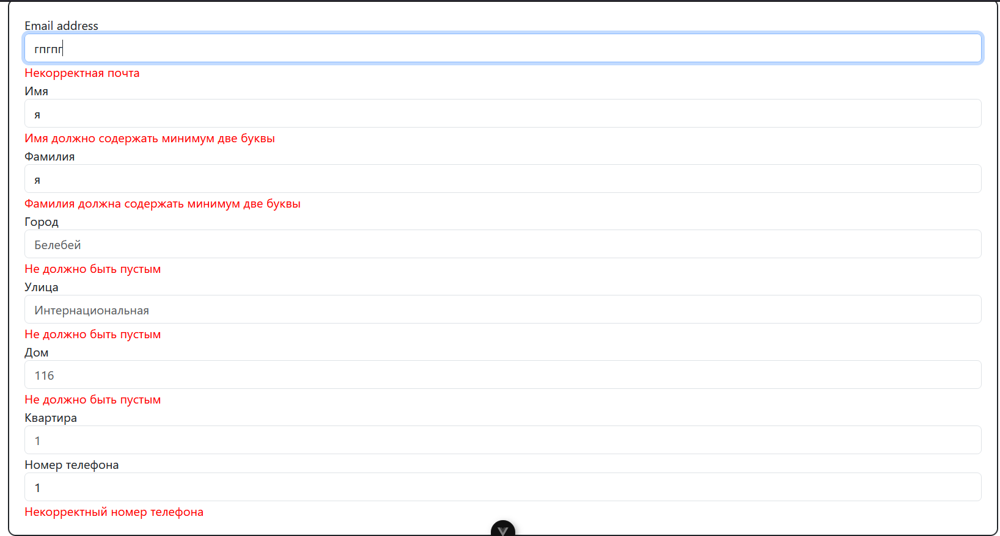 Email address
гпгпг
Некорректная почта
Имя
я
Имя должно содержать минимум две буквы
Фамилия
я
Фамилия должна содержать минимум две буквы
Город
Белебей
Не должно быть пустым
Улица
Интернациональная
Не должно быть пустым
Дом
116
Не должно быть пустым
Квартира
1
Номер телефона
1
Некорректный номер телефона